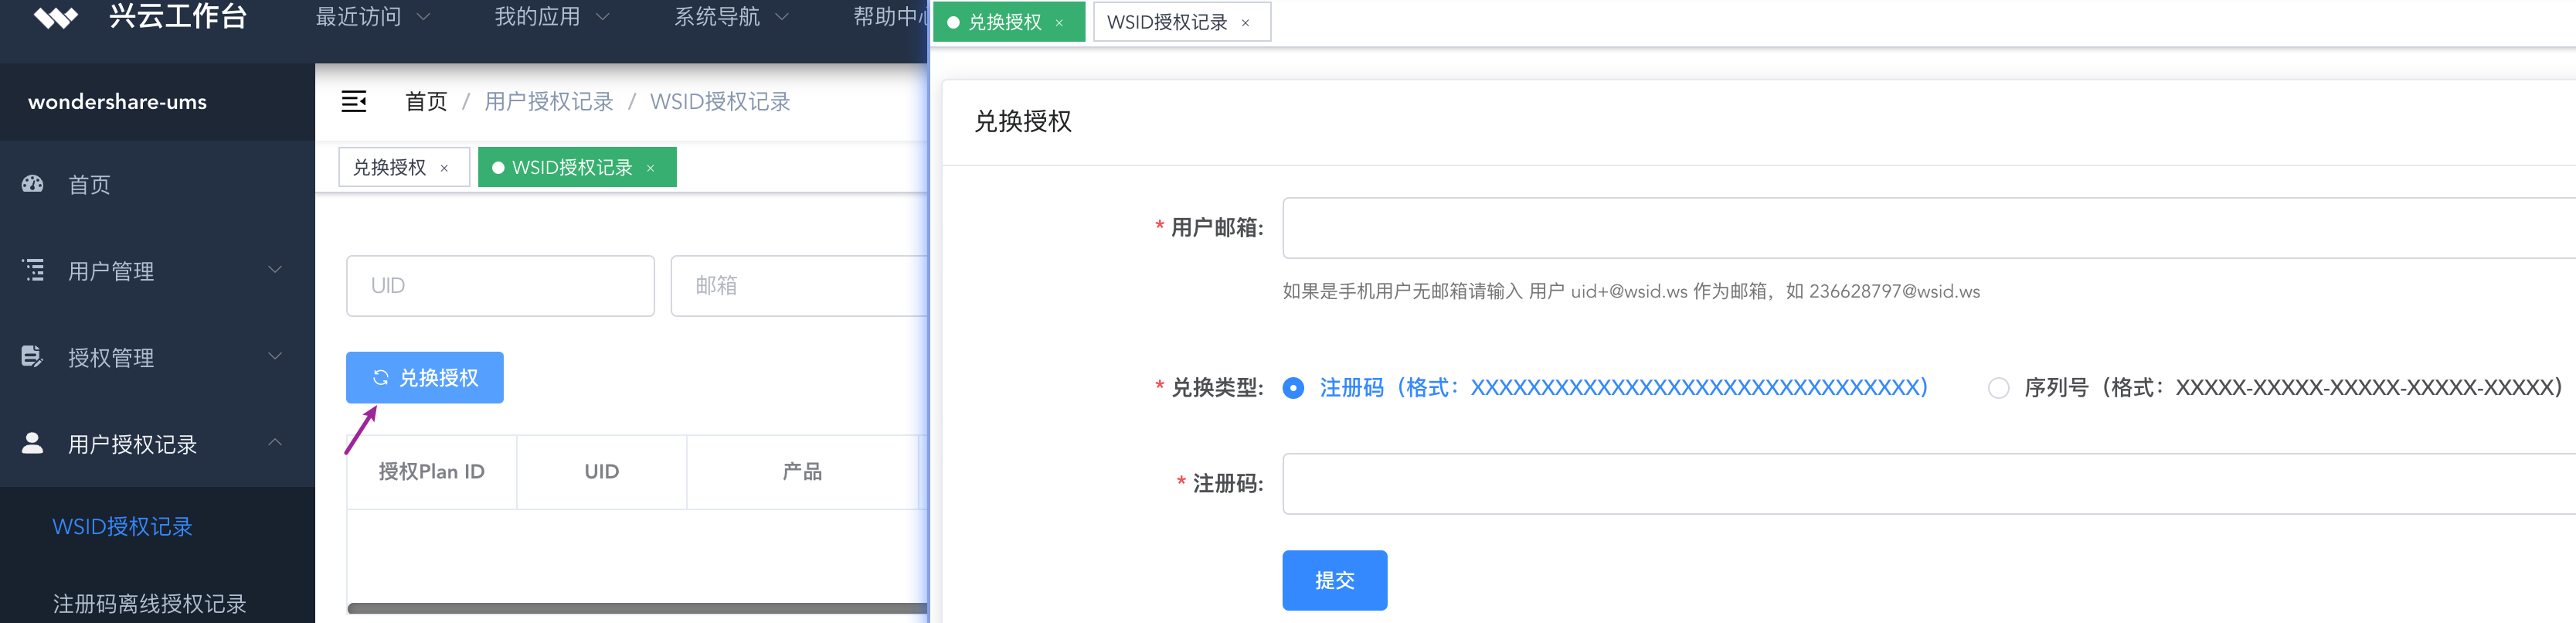 兴云工作台
最近访问
我的应用
系统导航
帮助中心
wondershare-ums
首页
用户管理
授权管理
用户授权记录
WSID授权记录
注册码离线授权记录
首页 / 用户授权记录 / WSID授权记录
兑换授权 ×
WSID授权记录 ×
UID
邮箱
兑换授权
授权Plan ID
UID
产品
兑换授权 ×
WSID授权记录 ×
兑换授权
* 用户邮箱:
如果是手机用户无邮箱请输入 用户 uid+@wsid.ws 作为邮箱，如 236628797@wsid.ws
* 兑换类型:
注册码（格式：XXXXXXXXXXXXXXXXXXXXXXXXXXXXXXXX）
序列号（格式：XXXXX-XXXXX-XXXXX-XXXXX-XXXXX）
* 注册码:
提交